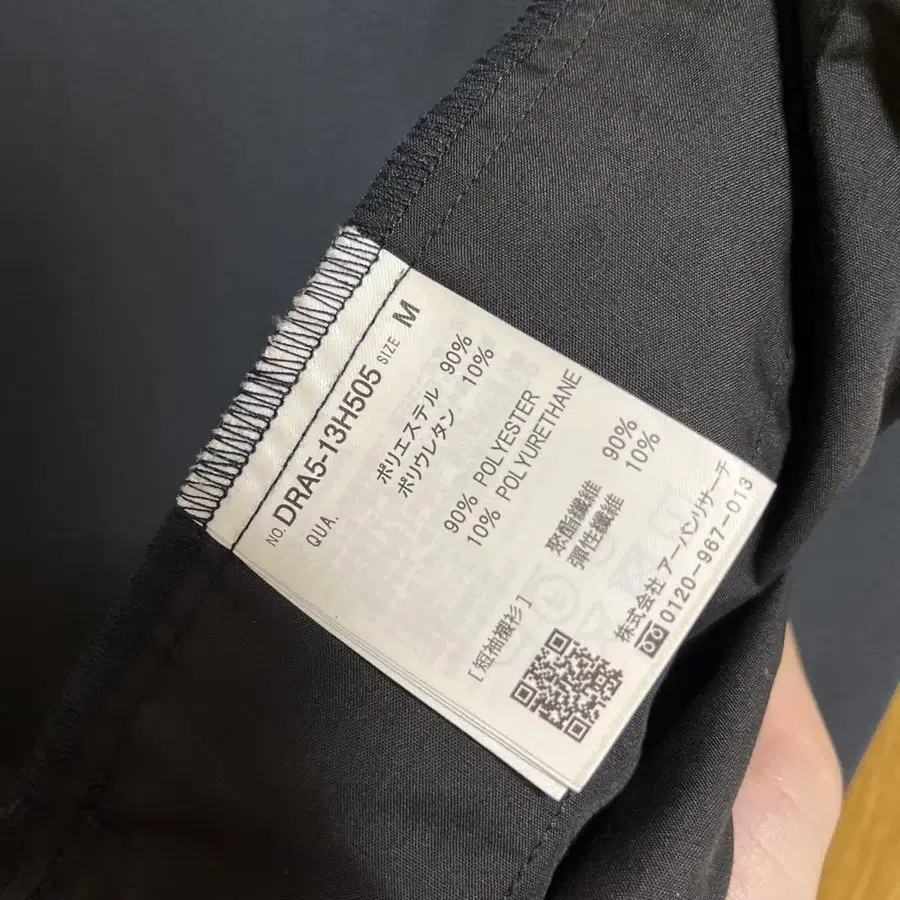 NO. DRA5-13H505 SIZE M
QUA.
ポリエステル 90%
ポリウレタン 10%
90% POLYESTER
10% POLYURETHANE
聚酯纖維 90%
彈性纖維 10%
[短袖襯衫]
株式会社 アーバンリサーチ
0120-967-013